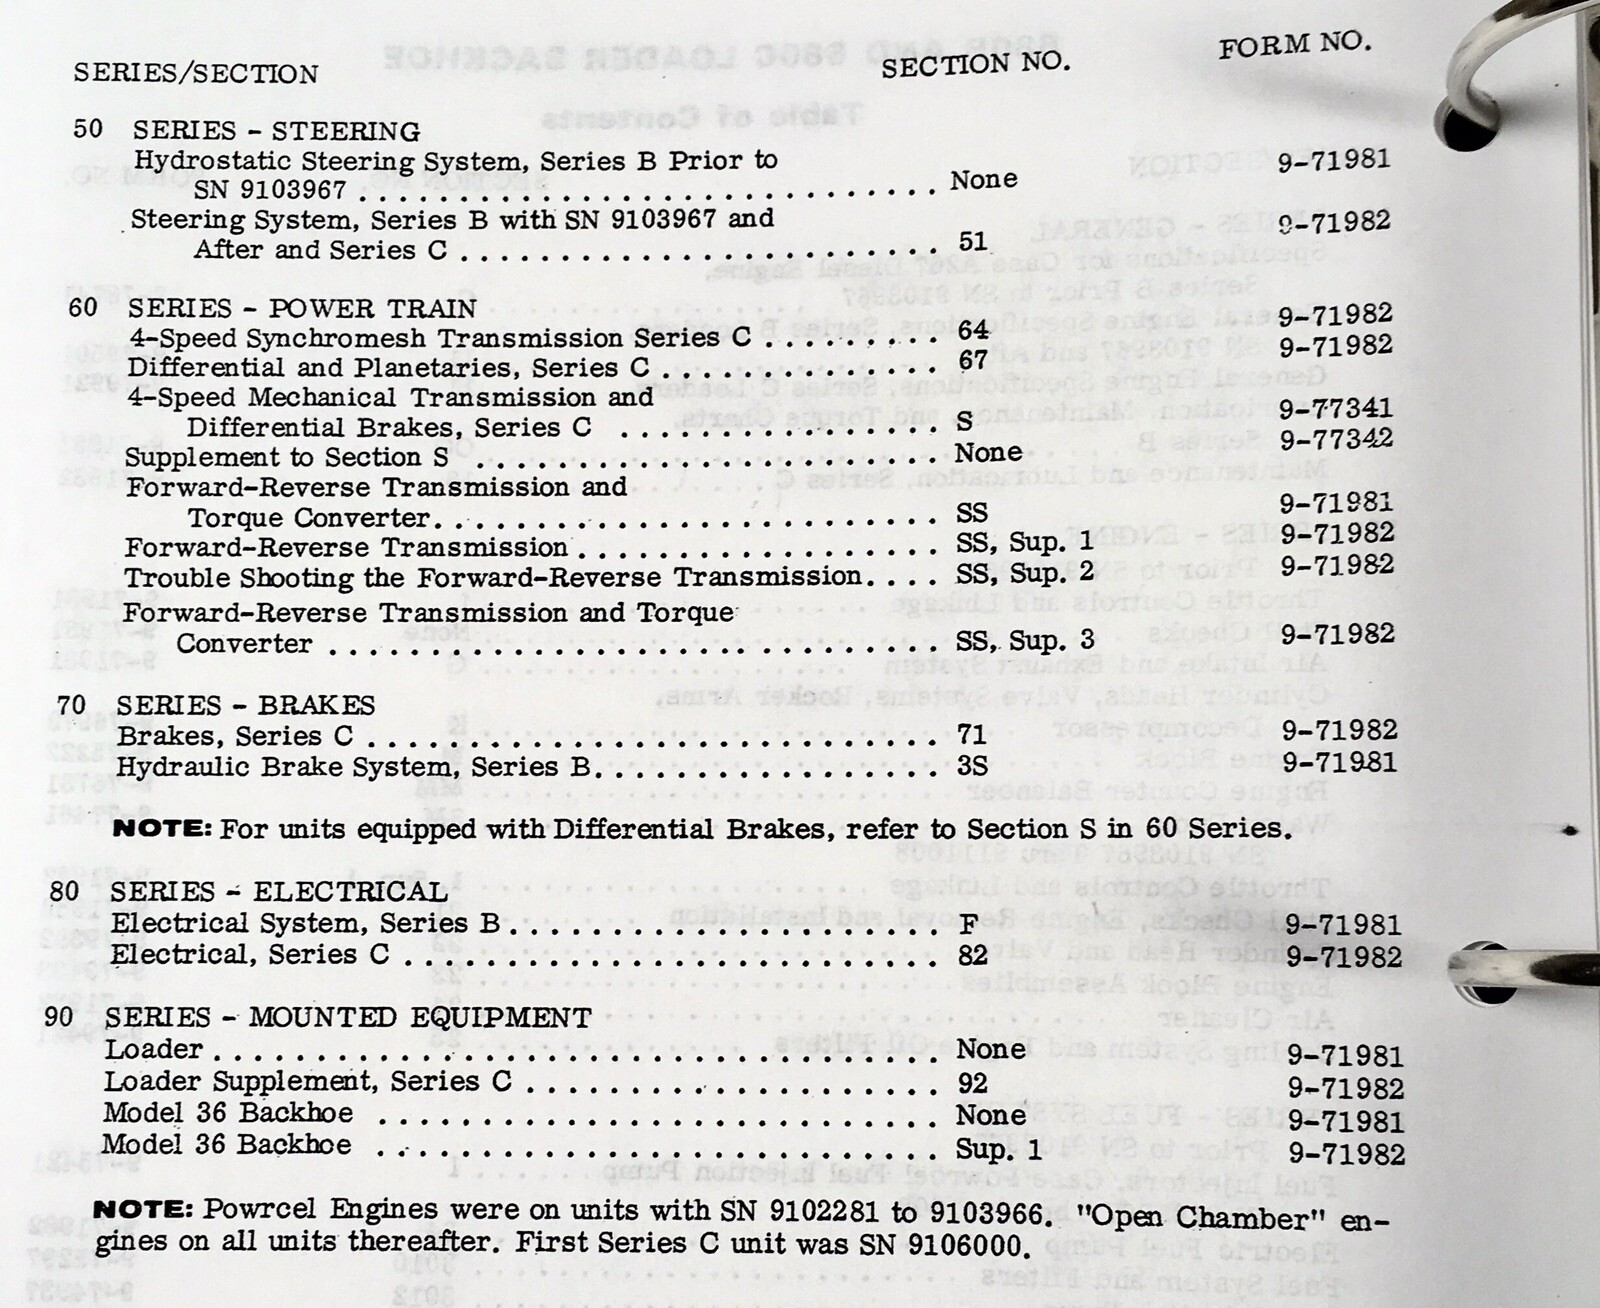 SERIES/SECTION SECTION NO. FORM NO.
50 SERIES - STEERING
Hydrostatic Steering System, Series B Prior to
SN 9103967 . . . . . . . . . . . . . . . . . . . . . . . . . . . . . . None 9-71981
Steering System, Series B with SN 9103967 and
After and Series C . . . . . . . . . . . . . . . . . . . . . . . . . 51 9-71982
60 SERIES - POWER TRAIN
4-Speed Synchromesh Transmission Series C . . . . . . . . . 64 9-71982
Differential and Planetaries, Series C . . . . . . . . . . . . . . 67 9-71982
4-Speed Mechanical Transmission and
Differential Brakes, Series C . . . . . . . . . . . . . . . . S 9-77341
Supplement to Section S . . . . . . . . . . . . . . . . . . . . . . . None 9-77342
Forward-Reverse Transmission and
Torque Converter. . . . . . . . . . . . . . . . . . . . . . . . . . SS 9-71981
Forward-Reverse Transmission . . . . . . . . . . . . . . . . . . SS, Sup. 1 9-71982
Trouble Shooting the Forward-Reverse Transmission. . . . SS, Sup. 2 9-71982
Forward-Reverse Transmission and Torque
Converter . . . . . . . . . . . . . . . . . . . . . . . . . . . . . . SS, Sup. 3 9-71982
70 SERIES - BRAKES
Brakes, Series C . . . . . . . . . . . . . . . . . . . . . . . . . . . . 71 9-71982
Hydraulic Brake System, Series B. . . . . . . . . . . . . . . . . 3S 9-71981
NOTE: For units equipped with Differential Brakes, refer to Section S in 60 Series.
80 SERIES - ELECTRICAL
Electrical System, Series B . . . . . . . . . . . . . . . . . . . . . F 9-71981
Electrical, Series C . . . . . . . . . . . . . . . . . . . . . . . . . . 82 9-71982
90 SERIES - MOUNTED EQUIPMENT
Loader . . . . . . . . . . . . . . . . . . . . . . . . . . . . . . . . . . . None 9-71981
Loader Supplement, Series C . . . . . . . . . . . . . . . . . . . . 92 9-71982
Model 36 Backhoe . . . . . . . . . . . . . . . . . . . . . . . . . . . None 9-71981
Model 36 Backhoe . . . . . . . . . . . . . . . . . . . . . . . . . . . Sup. 1 9-71982
NOTE: Powrcel Engines were on units with SN 9102281 to 9103966. "Open Chamber" en-
gines on all units thereafter. First Series C unit was SN 9106000.